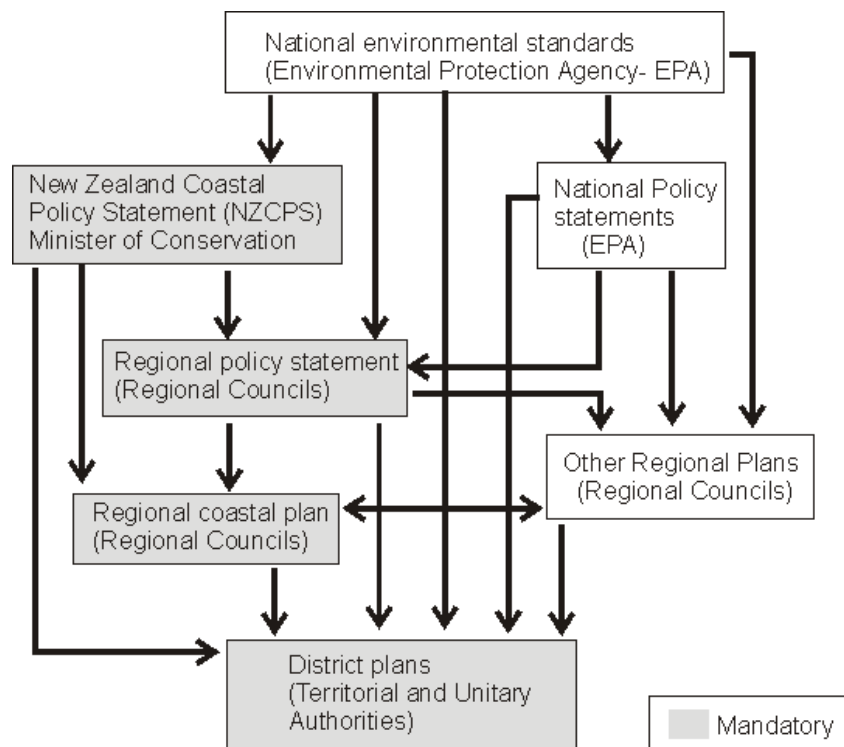 National environmental standards
(Environmental Protection Agency- EPA)
New Zealand Coastal
Policy Statement (NZCPS)
Minister of Conservation
National Policy
statements
(EPA)
Regional policy statement
(Regional Councils)
Other Regional Plans
(Regional Councils)
Regional coastal plan
(Regional Councils)
District plans
(Territorial and Unitary
Authorities)
Mandatory